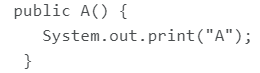 public A() {
System.out.print("A");
}